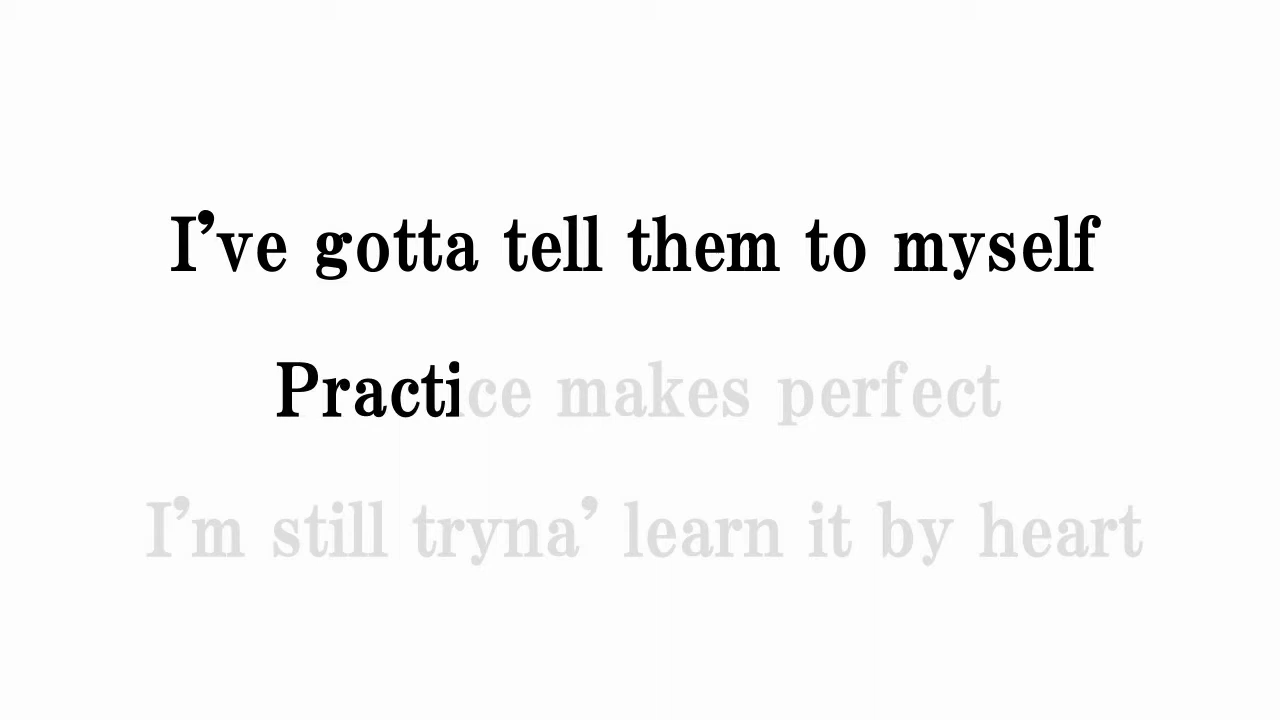 I’ve gotta tell them to myself
Practice makes perfect
I’m still tryna’ learn it by heart